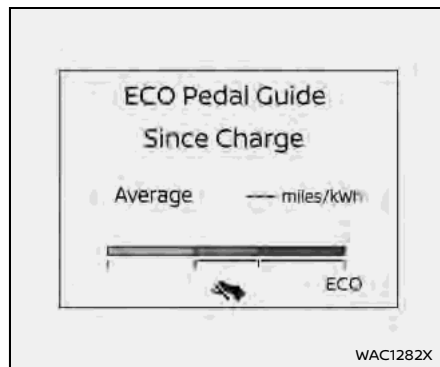 ECO Pedal Guide
Since Charge
Average --- miles/kWh
ECO
WAC1282X